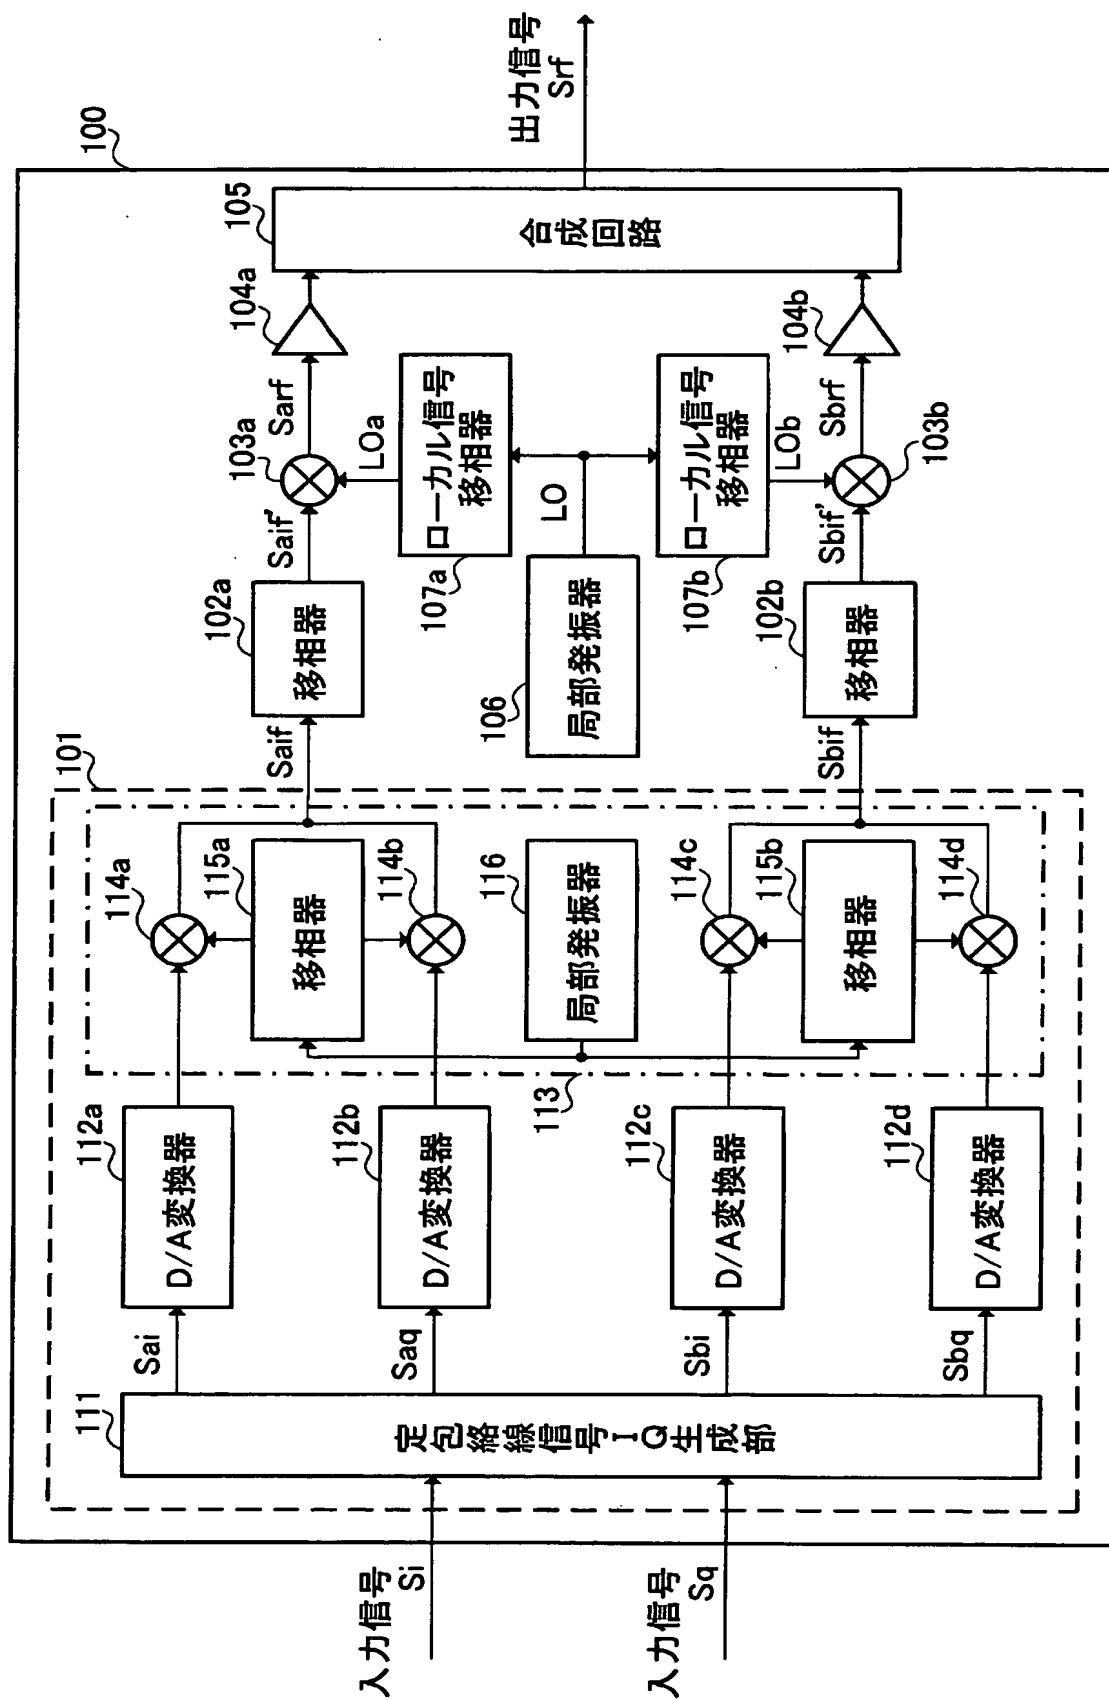 100
出力信号
Srf
105
合成回路
104a
104b
Sarf
103a
LOa
ローカル信号
移相器
107a
LO
ローカル信号
移相器
107b
LOb
Sbrf
103b
Saif'
Sbif'
102a
移相器
106
局部発振器
102b
移相器
Saif
Sbif
101
114a
115a
移相器
114b
116
局部発振器
114c
115b
移相器
114d
113
112a
D/A変換器
112b
D/A変換器
112c
D/A変換器
112d
D/A変換器
Sai
Saq
Sbi
Sbq
111
定包絡線信号IQ生成部
入力信号
Si
入力信号
Sq